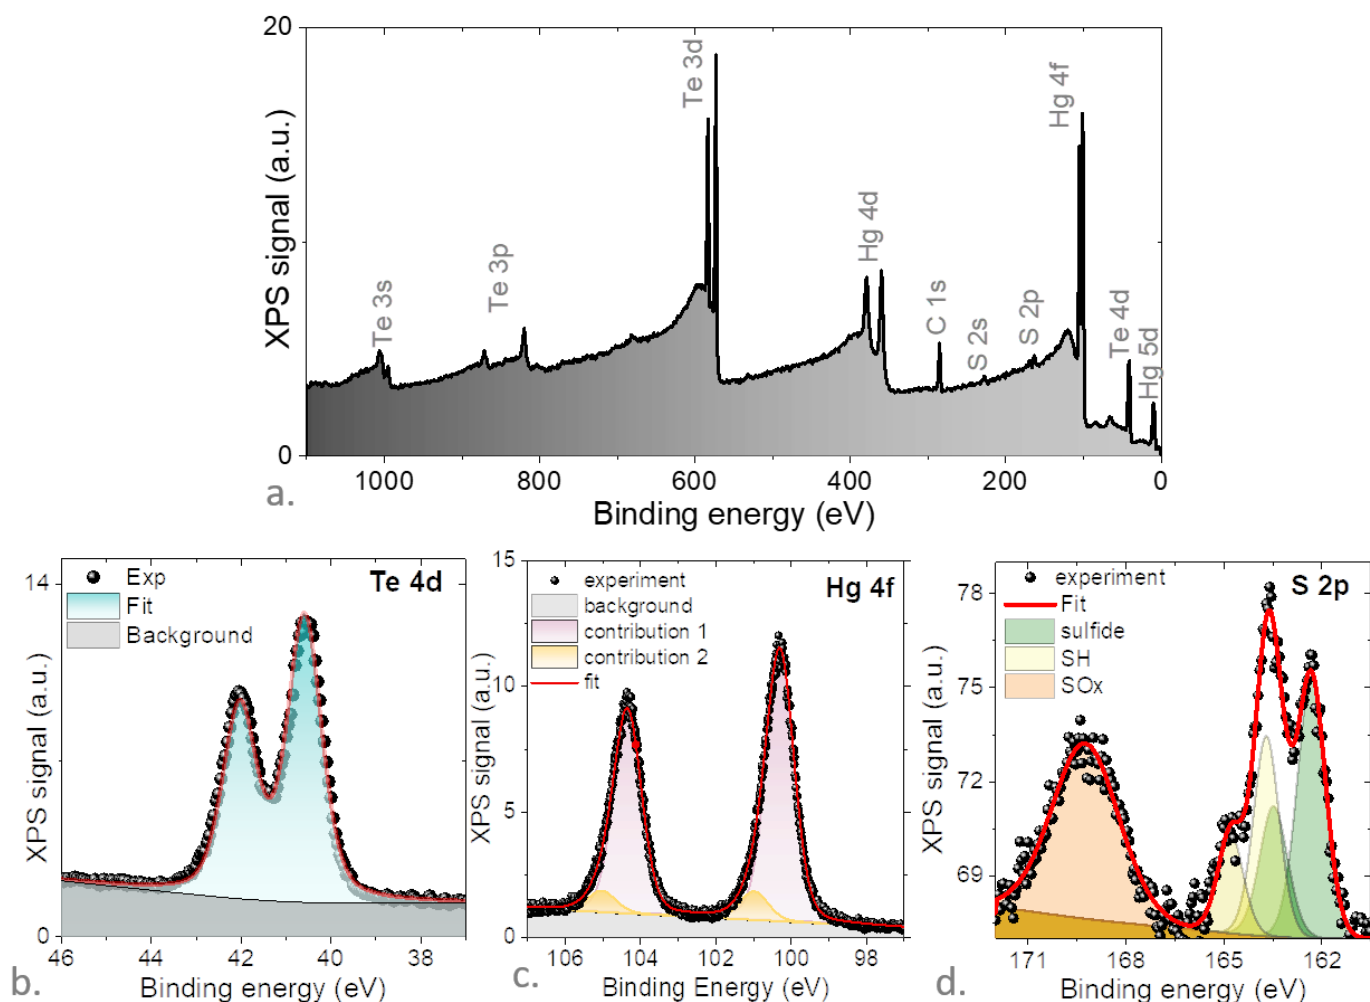 20
XPS signal (a.u.)
0
Te 3s
Te 3p
Te 3d
Hg 4d
C 1s
S 2s
S 2p
Hg 4f
Te 4d
Hg 5d
1000 800 600 400 200 0
Binding energy (eV)
a.
14
XPS signal (a.u.)
0
Exp
Fit
Background
Te 4d
46 44 42 40 38
Binding energy (eV)
b.
15
10
5
0
XPS signal (a.u.)
experiment
background
contribution 1
contribution 2
fit
Hg 4f
106 104 102 100 98
Binding Energy (eV)
c.
78
75
72
69
XPS signal (a.u.)
experiment
Fit
sulfide
SH
SOx
S 2p
171 168 165 162
Binding energy (eV)
d.